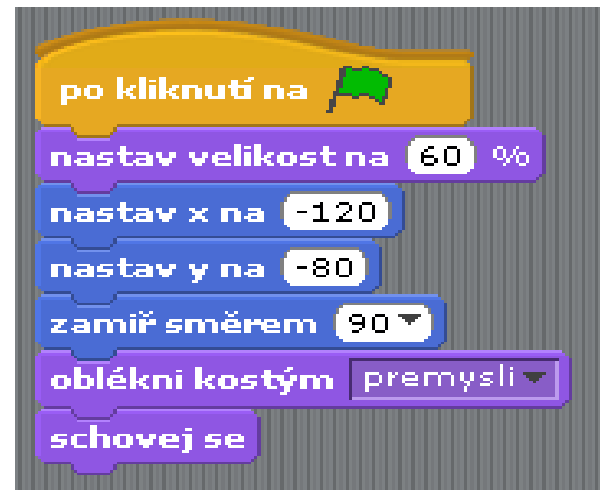 po kliknutí na
nastav velikost na 60 %
nastav x na -120
nastav y na -80
zamiř směrem 90
oblékni kostým premysli
schovej se